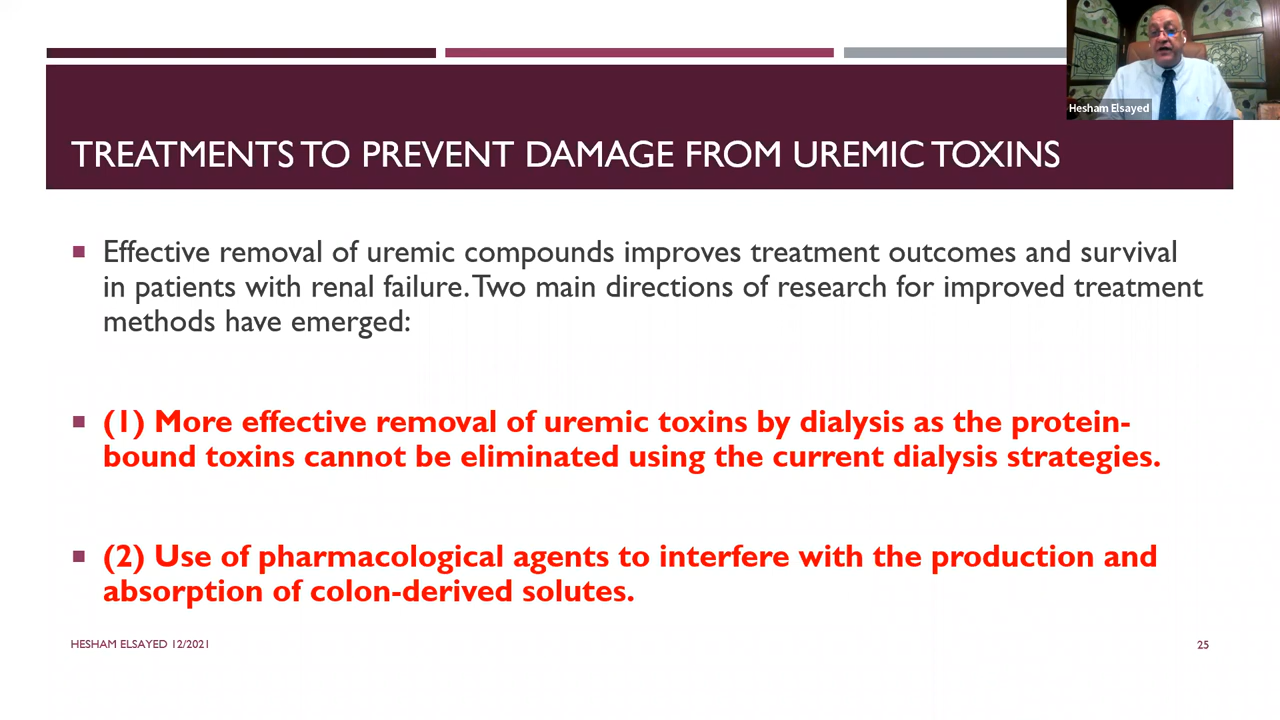 Hesham Elsayed
TREATMENTS TO PREVENT DAMAGE FROM UREMIC TOXINS
Effective removal of uremic compounds improves treatment outcomes and survival
in patients with renal failure. Two main directions of research for improved treatment
methods have emerged:
(1) More effective removal of uremic toxins by dialysis as the protein-
bound toxins cannot be eliminated using the current dialysis strategies.
(2) Use of pharmacological agents to interfere with the production and
absorption of colon-derived solutes.
HESHAM ELSAYED 12/2021
25